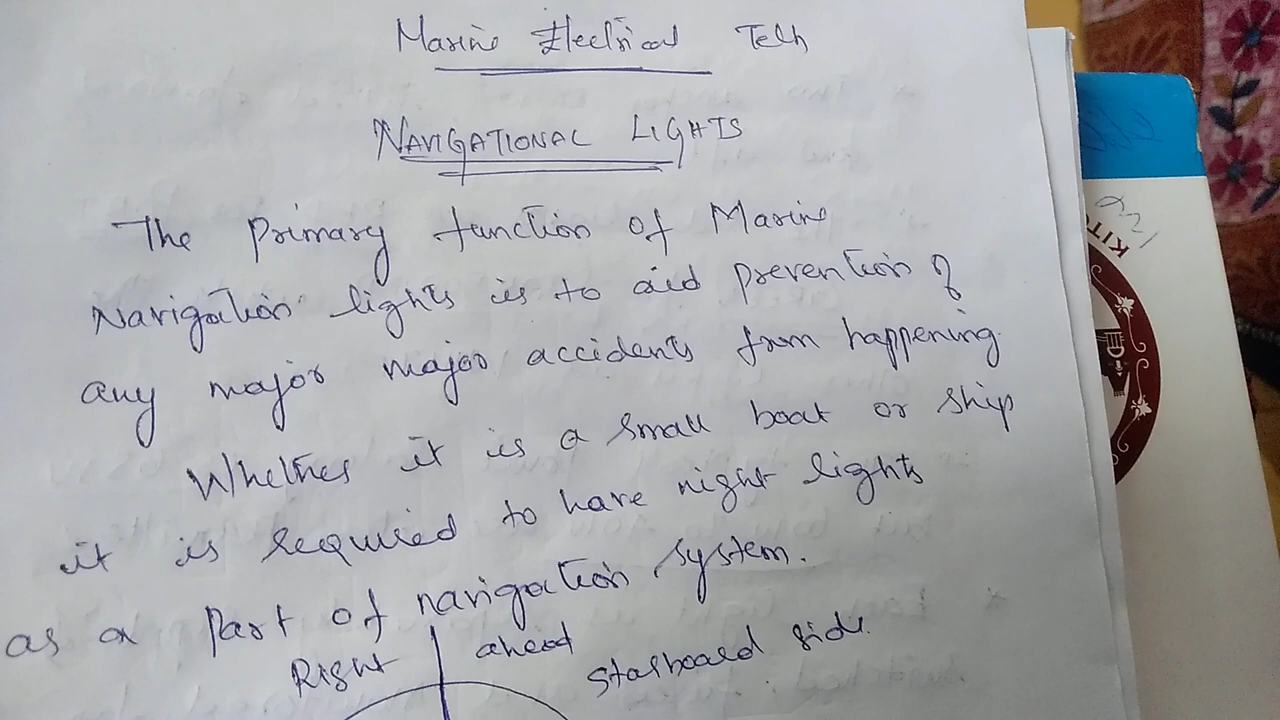 Marine Electrical Tech
NAVIGATIONAL LIGHTS
The primary function of Marine
Navigation lights is to aid prevention of
any major major accidents from happening.
Whether it is a small boat or ship
it is required to have night lights
as a part of navigation system.
Right ahead
Starboard side
KITC